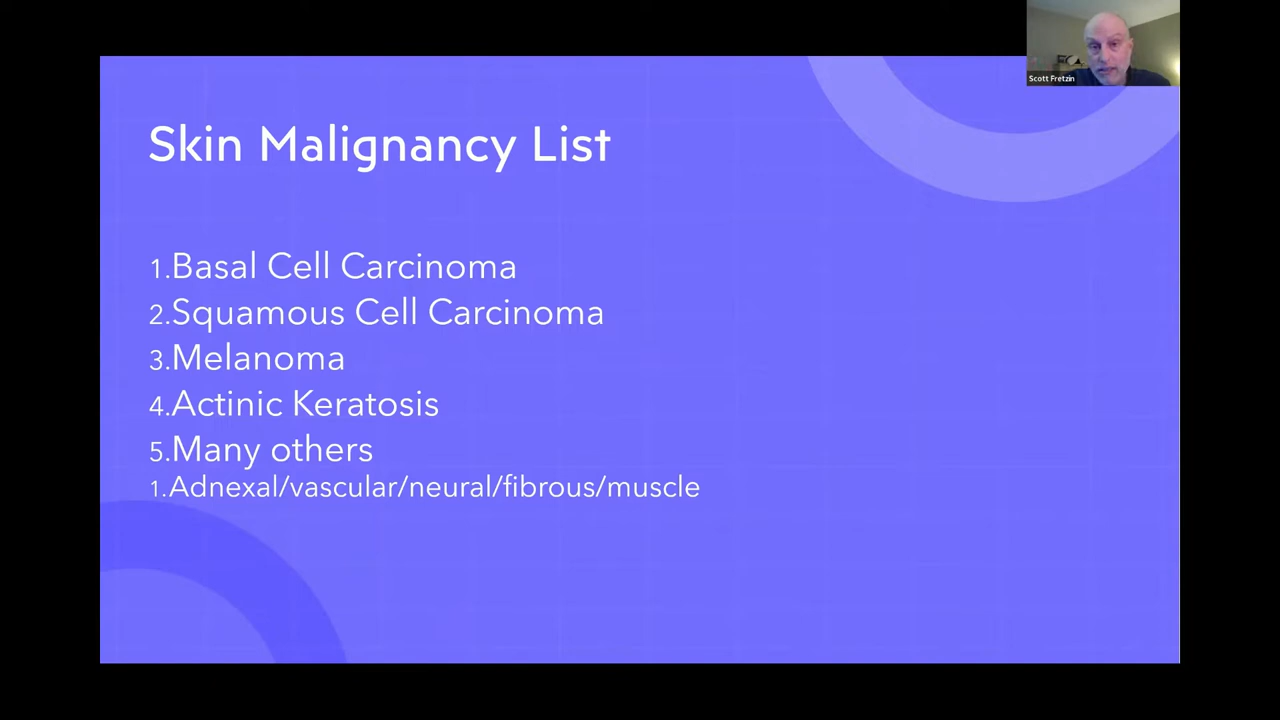 Scott Fretzin
Skin Malignancy List
1.Basal Cell Carcinoma
2.Squamous Cell Carcinoma
3.Melanoma
4.Actinic Keratosis
5.Many others
1.Adnexal/vascular/neural/fibrous/muscle